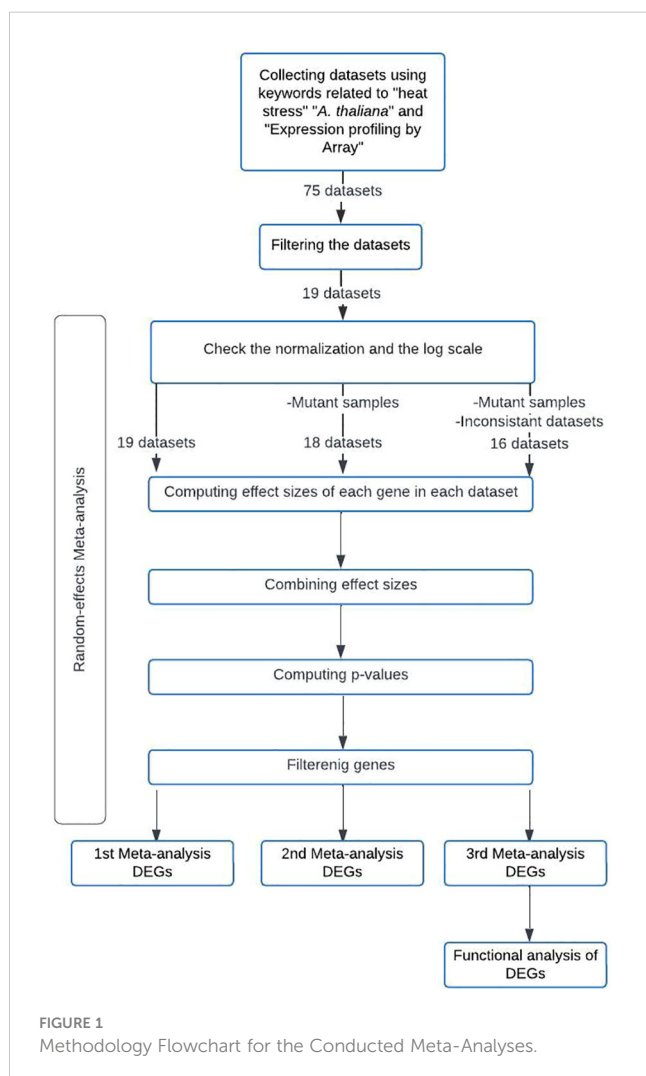 Collecting datasets using
keywords related to "heat
stress" "A. thaliana" and
"Expression profiling by
Array"
75 datasets
Filtering the datasets
19 datasets
Check the normalization and the log scale
19 datasets
-Mutant samples
18 datasets
-Mutant samples
-Inconsistant datasets
16 datasets
Random-effects Meta-analysis
Computing effect sizes of each gene in each dataset
Combining effect sizes
Computing p-values
Filterenig genes
1st Meta-analysis
DEGs
2nd Meta-analysis
DEGs
3rd Meta-analysis
DEGs
Functional analysis of
DEGs
FIGURE 1
Methodology Flowchart for the Conducted Meta-Analyses.